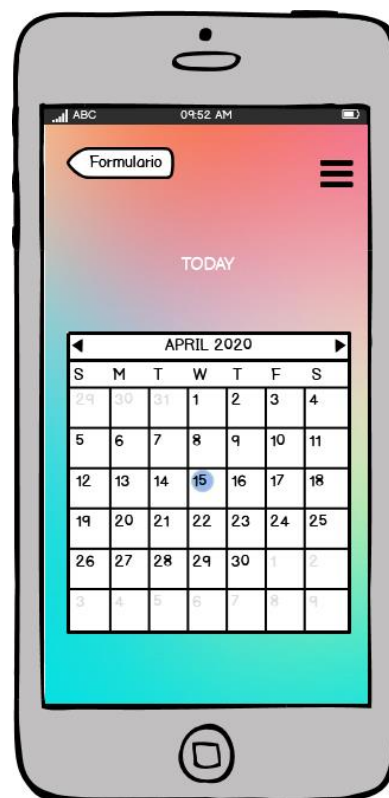 ABC 09:52 AM
Formulario
TODAY
APRIL 2020
S M T W T F S
29 30 31 1 2 3 4
5 6 7 8 9 10 11
12 13 14 15 16 17 18
19 20 21 22 23 24 25
26 27 28 29 30 1 2
3 4 5 6 7 8 9